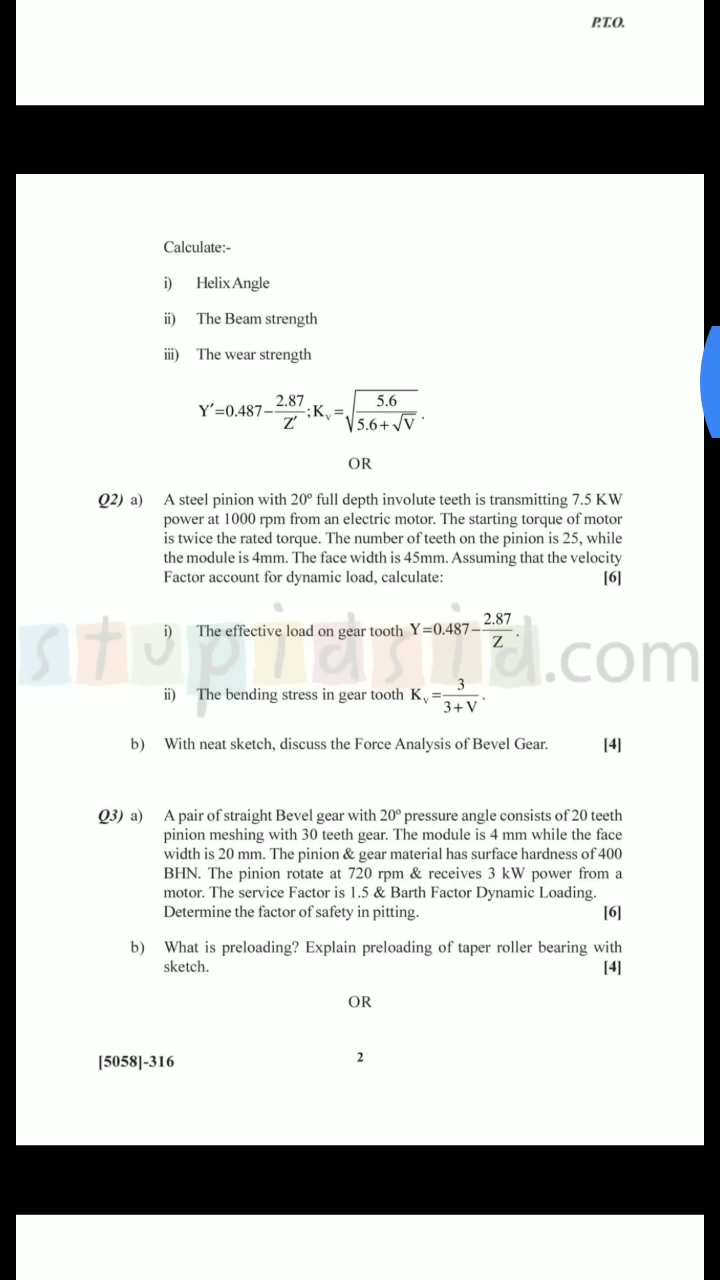 P.T.O.
Calculate:-
i) Helix Angle
ii) The Beam strength
iii) The wear strength
Y′=0.487−2.87/Z′;Kᵥ=√(5.6/(5.6+√V)).
OR
Q2) a) A steel pinion with 20º full depth involute teeth is transmitting 7.5 KW
power at 1000 rpm from an electric motor. The starting torque of motor
is twice the rated torque. The number of teeth on the pinion is 25, while
the module is 4mm. The face width is 45mm. Assuming that the velocity
Factor account for dynamic load, calculate: [6]
i) The effective load on gear tooth Y=0.487−2.87/Z.
stupidsid.com
ii) The bending stress in gear tooth Kᵥ=3/(3+V).
b) With neat sketch, discuss the Force Analysis of Bevel Gear. [4]
Q3) a) A pair of straight Bevel gear with 20º pressure angle consists of 20 teeth
pinion meshing with 30 teeth gear. The module is 4 mm while the face
width is 20 mm. The pinion & gear material has surface hardness of 400
BHN. The pinion rotate at 720 rpm & receives 3 kW power from a
motor. The service Factor is 1.5 & Barth Factor Dynamic Loading.
Determine the factor of safety in pitting. [6]
b) What is preloading? Explain preloading of taper roller bearing with
sketch. [4]
OR
[5058]-316 2